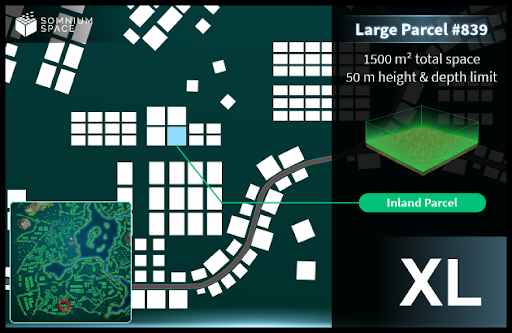 SOMNIUM
SPACE
Large Parcel #839
1500 m² total space
50 m height & depth limit
Inland Parcel
XL